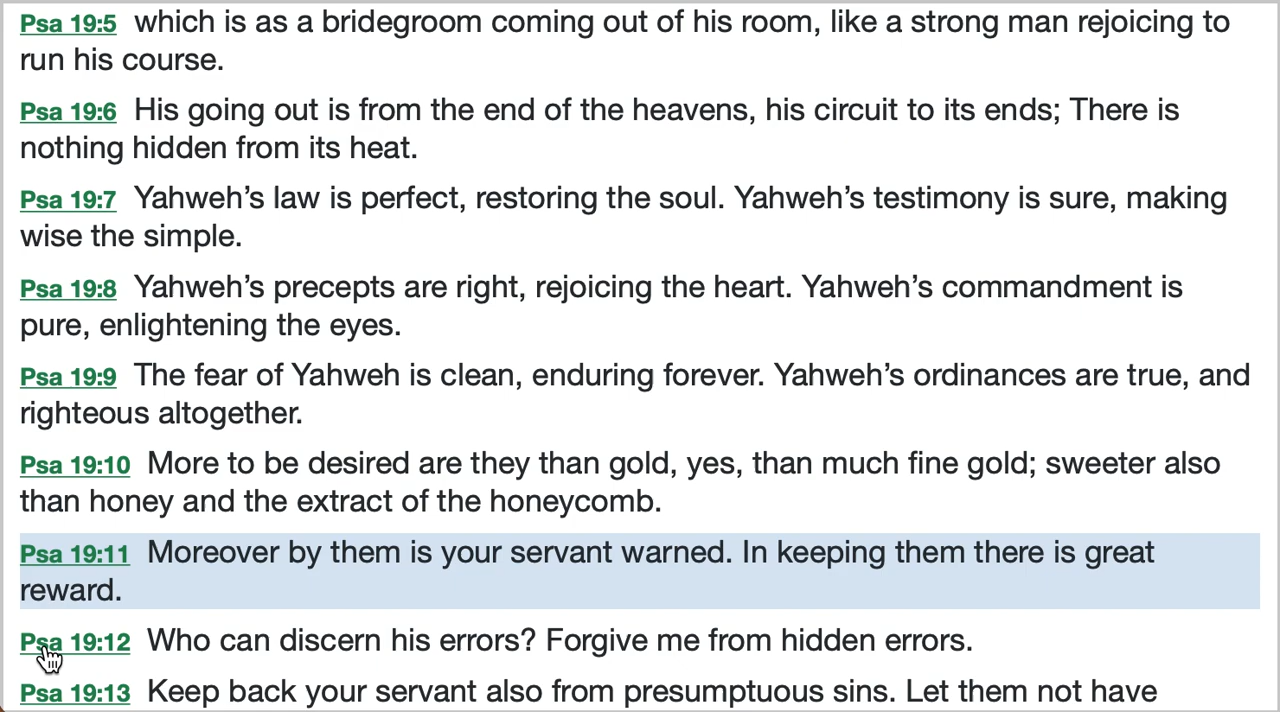 Psa 19:5 which is as a bridegroom coming out of his room, like a strong man rejoicing to
run his course.
Psa 19:6 His going out is from the end of the heavens, his circuit to its ends; There is
nothing hidden from its heat.
Psa 19:7 Yahweh’s law is perfect, restoring the soul. Yahweh’s testimony is sure, making
wise the simple.
Psa 19:8 Yahweh’s precepts are right, rejoicing the heart. Yahweh’s commandment is
pure, enlightening the eyes.
Psa 19:9 The fear of Yahweh is clean, enduring forever. Yahweh’s ordinances are true, and
righteous altogether.
Psa 19:10 More to be desired are they than gold, yes, than much fine gold; sweeter also
than honey and the extract of the honeycomb.
Psa 19:11 Moreover by them is your servant warned. In keeping them there is great
reward.
Psa 19:12 Who can discern his errors? Forgive me from hidden errors.
Psa 19:13 Keep back your servant also from presumptuous sins. Let them not have